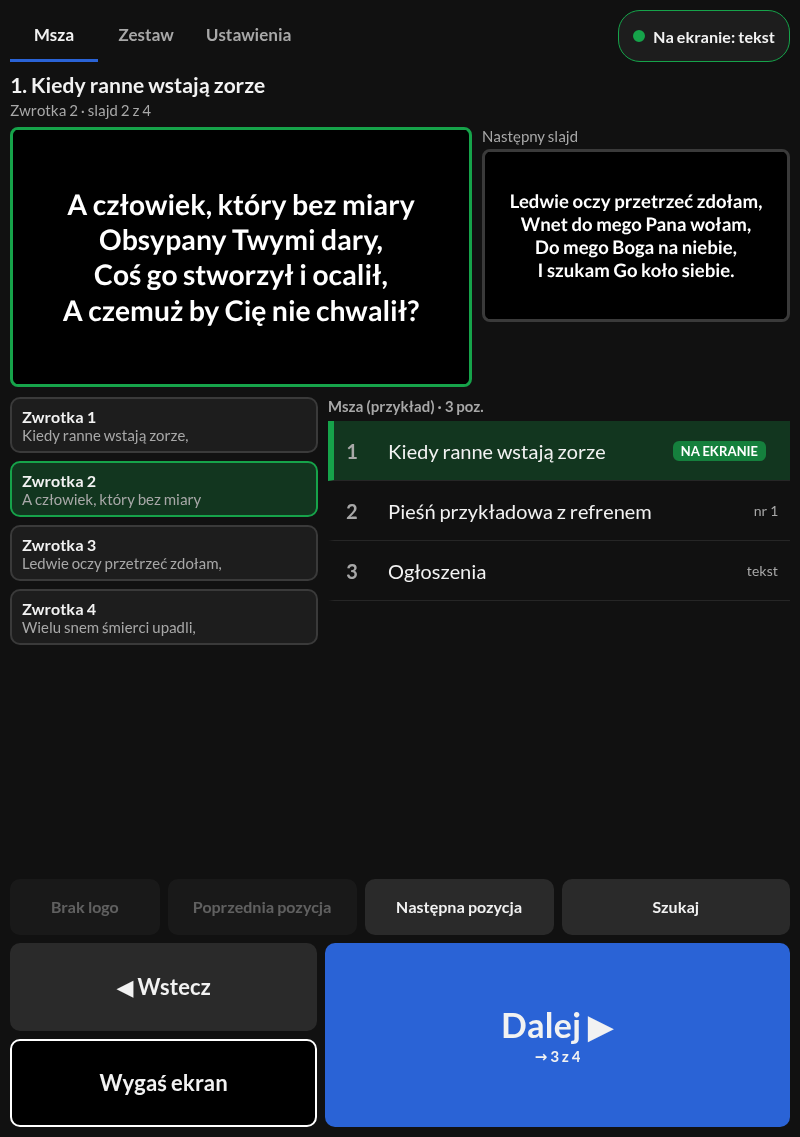 Msza
Zestaw
Ustawienia
Na ekranie: tekst
1. Kiedy ranne wstają zorze
Zwrotka 2 · slajd 2 z 4
A człowiek, który bez miary
Obsypany Twymi dary,
Coś go stworzył i ocalił,
A czemuż by Cię nie chwalił?
Następny slajd
Ledwie oczy przetrzeć zdołam,
Wnet do mego Pana wołam,
Do mego Boga na niebie,
I szukam Go koło siebie.
Zwrotka 1
Kiedy ranne wstają zorze,
Zwrotka 2
A człowiek, który bez miary
Zwrotka 3
Ledwie oczy przetrzeć zdołam,
Zwrotka 4
Wielu snem śmierci upadli,
Msza (przykład) · 3 poz.
1 Kiedy ranne wstają zorze NA EKRANIE
2 Pieśń przykładowa z refrenem nr 1
3 Ogłoszenia tekst
Brak logo
Poprzednia pozycja
Następna pozycja
Szukaj
◀ Wstecz
Wygaś ekran
Dalej ▶
→ 3 z 4